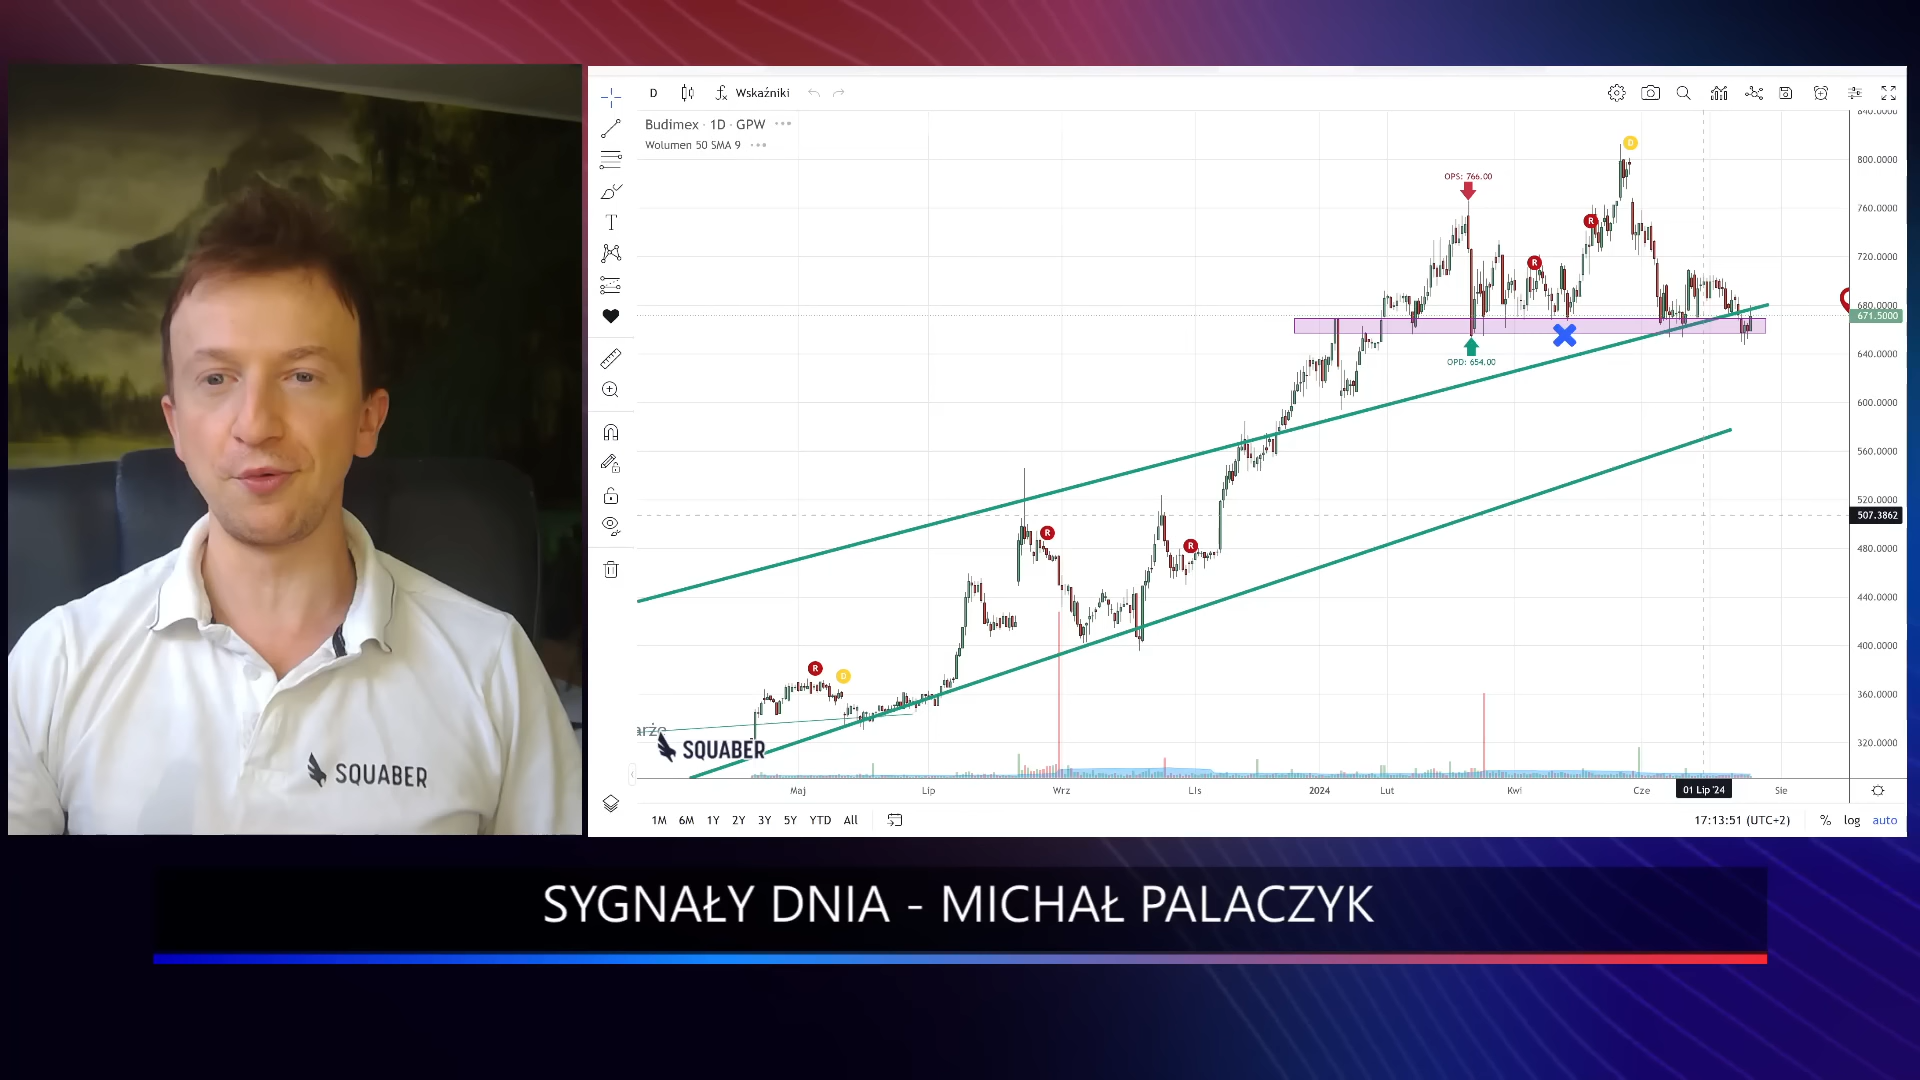 D
Wskaźniki
Budimex · 1D · GPW
Wolumen 50 SMA 9
OPS: 766.00
OPD: 654.00
D
R
R
R
R
R
D
840.0000
800.0000
760.0000
720.0000
680.0000
671.5000
640.0000
600.0000
560.0000
520.0000
507.3862
480.0000
440.0000
400.0000
360.0000
320.0000
SQUABER
SQUABER
Maj Lip Wrz Lis 2024 Lut Kwi Cze 01 Lip '24 Sie
1M 6M 1Y 2Y 3Y 5Y YTD All
17:13:51 (UTC+2) % log auto
SYGNAŁY DNIA - MICHAŁ PALACZYK